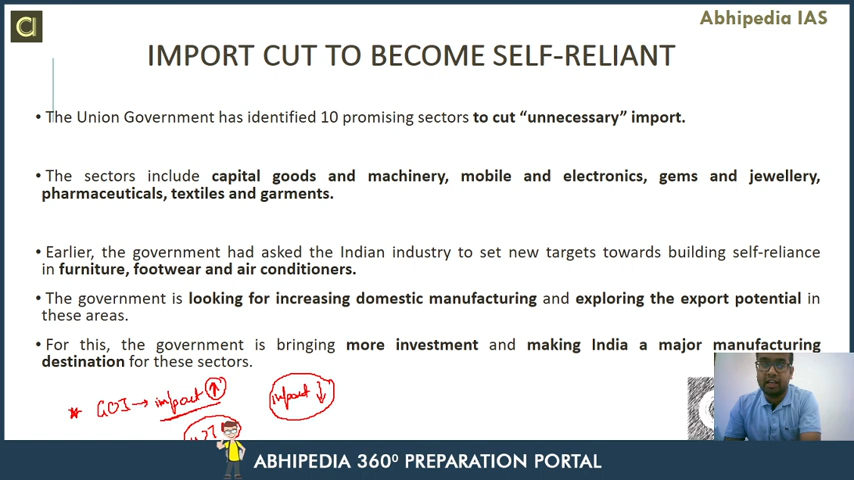 Abhipedia IAS
IMPORT CUT TO BECOME SELF-RELIANT
• The Union Government has identified 10 promising sectors to cut “unnecessary” import.
• The sectors include capital goods and machinery, mobile and electronics, gems and jewellery,
pharmaceuticals, textiles and garments.
• Earlier, the government had asked the Indian industry to set new targets towards building self-reliance
in furniture, footwear and air conditioners.
• The government is looking for increasing domestic manufacturing and exploring the export potential in
these areas.
• For this, the government is bringing more investment and making India a major manufacturing
destination for these sectors.
* GOI → impact ↑ impact ↓
ABHIPEDIA 360⁰ PREPARATION PORTAL